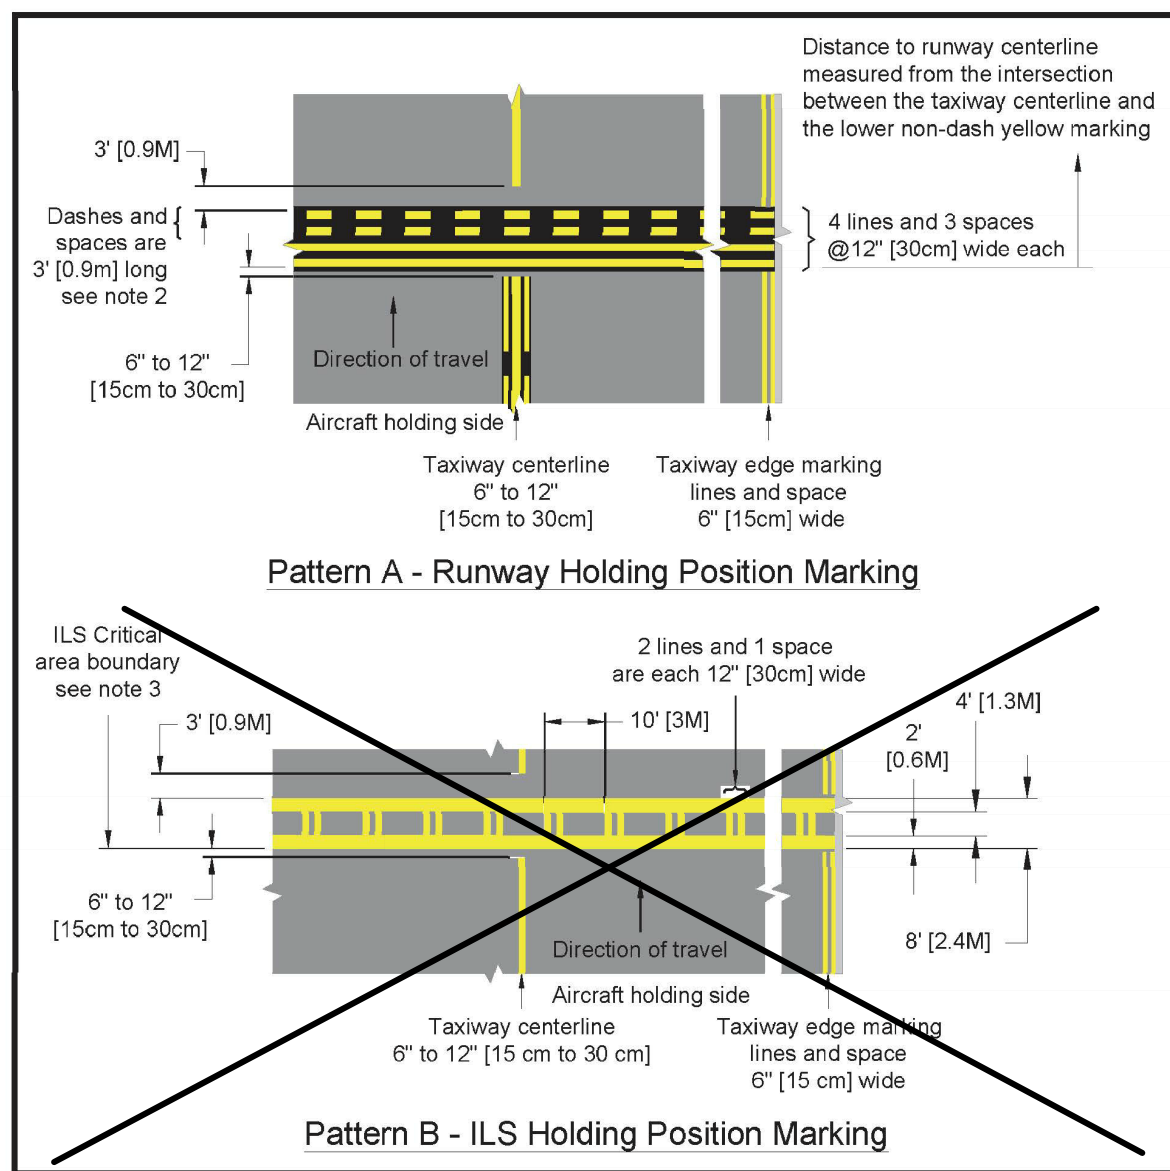 Distance to runway centerline
measured from the intersection
between the taxiway centerline and
the lower non-dash yellow marking
3' [0.9M]
Dashes and
spaces are
3' [0.9m] long
see note 2
4 lines and 3 spaces
@12" [30cm] wide each
6" to 12"
[15cm to 30cm]
Direction of travel
Aircraft holding side
Taxiway centerline
6" to 12"
[15cm to 30cm]
Taxiway edge marking
lines and space
6" [15cm] wide
Pattern A - Runway Holding Position Marking
ILS Critical
area boundary
see note 3
2 lines and 1 space
are each 12" [30cm] wide
3' [0.9M]
10' [3M]
4' [1.3M]
2'
[0.6M]
6" to 12"
[15cm to 30cm]
Direction of travel
8' [2.4M]
Aircraft holding side
Taxiway centerline
6" to 12" [15 cm to 30 cm]
Taxiway edge marking
lines and space
6" [15 cm] wide
Pattern B - ILS Holding Position Marking